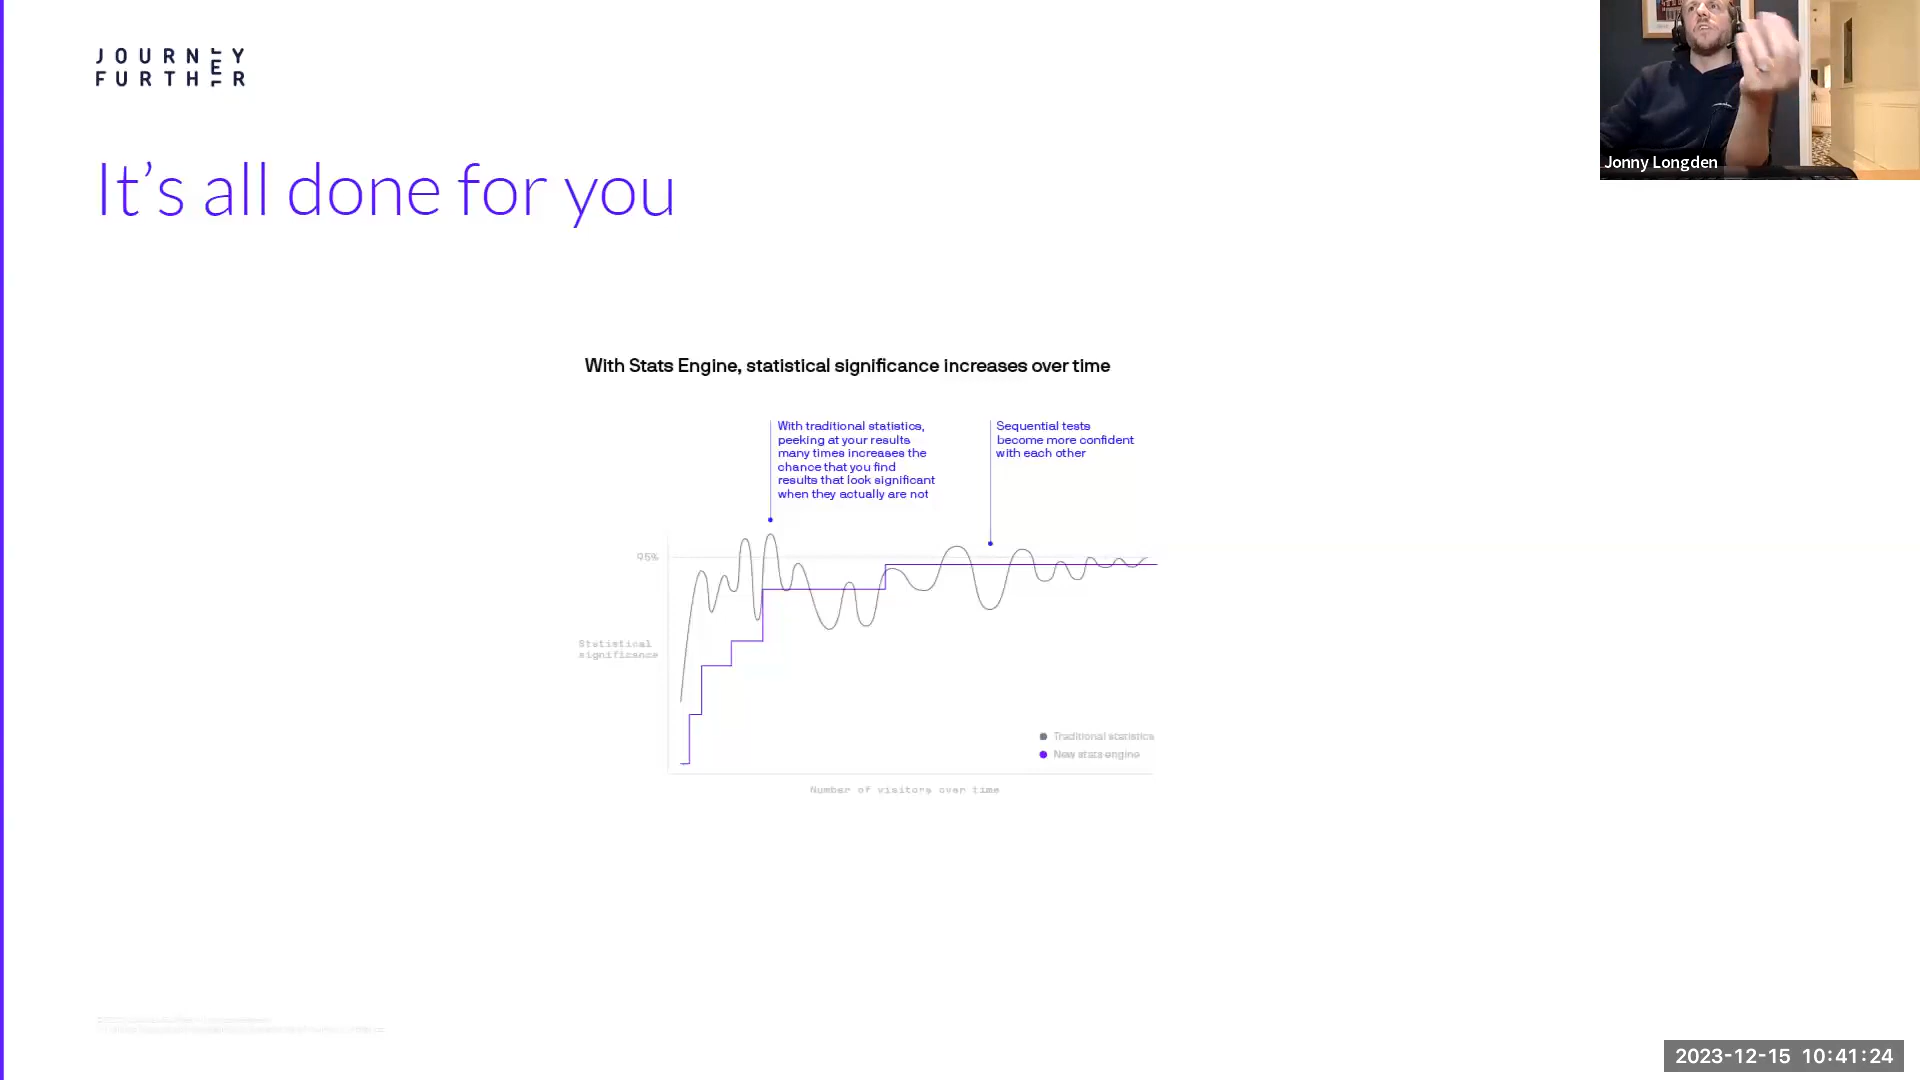 JOURNEY
FURTHER
Jonny Longden
It’s all done for you
With Stats Engine, statistical significance increases over time
With traditional statistics,
peeking at your results
many times increases the
chance that you find
results that look significant
when they actually are not
Sequential tests
become more confident
with each other
95%
Statistical
significance
Traditional statistics
New stats engine
Number of visitors over time
2023-12-15 10:41:24